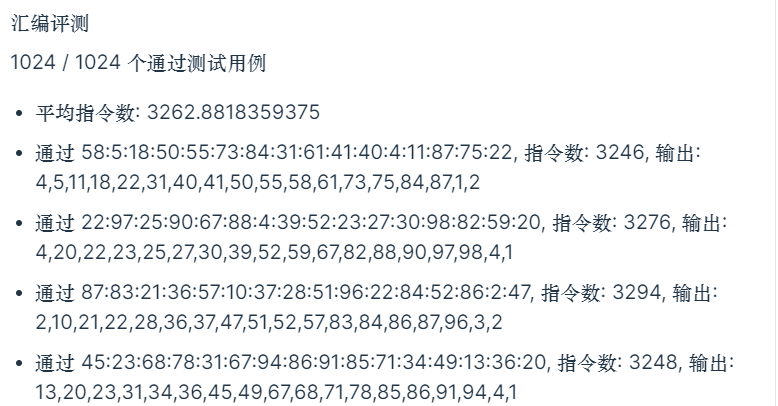 汇编评测
1024 / 1024 个通过测试用例
• 平均指令数: 3262.8818359375
• 通过 58:5:18:50:55:73:84:31:61:41:40:4:11:87:75:22, 指令数: 3246, 输出:
4,5,11,18,22,31,40,41,50,55,58,61,73,75,84,87,1,2
• 通过 22:97:25:90:67:88:4:39:52:23:27:30:98:82:59:20, 指令数: 3276, 输出:
4,20,22,23,25,27,30,39,52,59,67,82,88,90,97,98,4,1
• 通过 87:83:21:36:57:10:37:28:51:96:22:84:52:86:2:47, 指令数: 3294, 输出:
2,10,21,22,28,36,37,47,51,52,57,83,84,86,87,96,3,2
• 通过 45:23:68:78:31:67:94:86:91:85:71:34:49:13:36:20, 指令数: 3248, 输出:
13,20,23,31,34,36,45,49,67,68,71,78,85,86,91,94,4,1